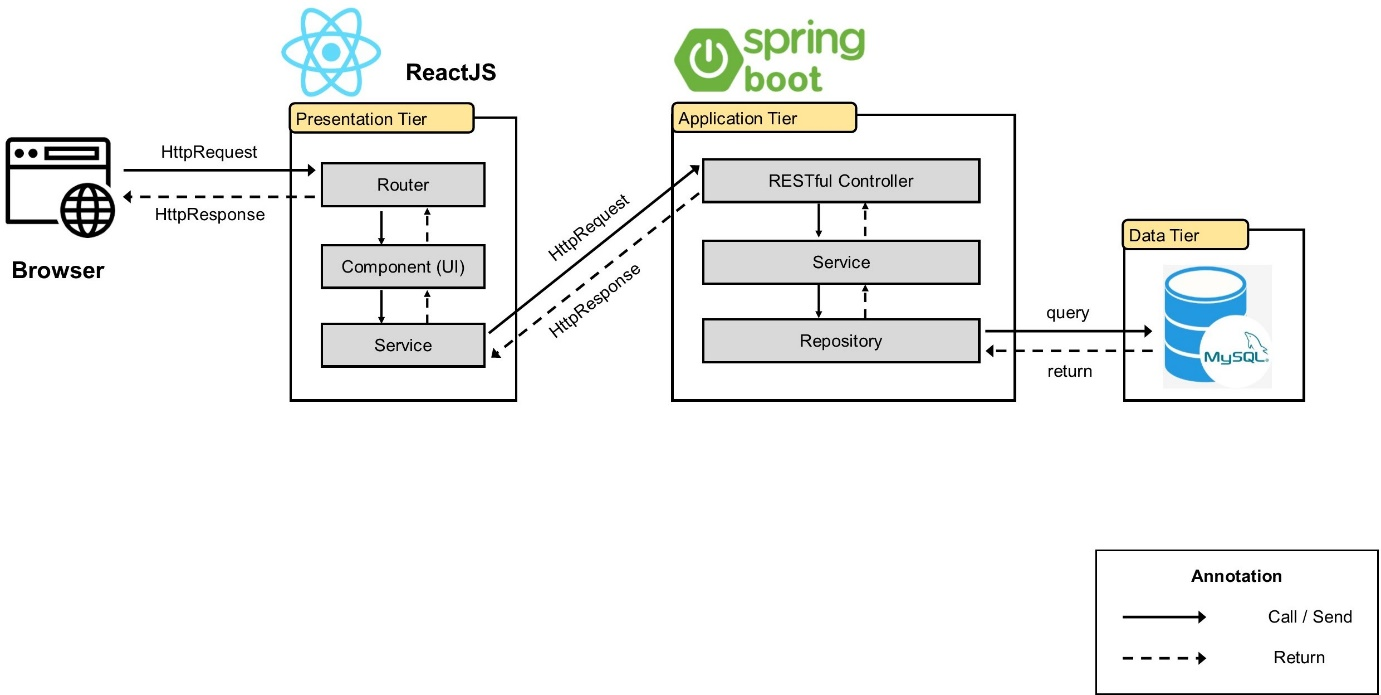 ReactJS
spring
boot
Presentation Tier
Application Tier
HttpRequest
HttpResponse
Browser
Router
Component (UI)
Service
HttpRequest
HttpResponse
RESTful Controller
Service
Repository
query
return
Data Tier
MySQL
Annotation
Call / Send
Return